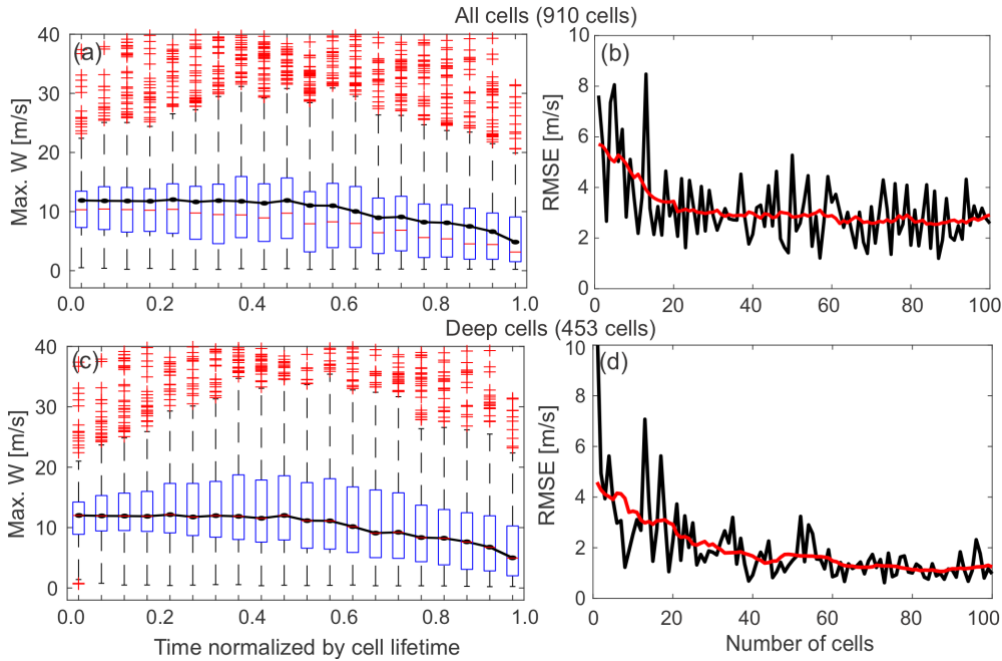 All cells (910 cells)
(a)
Max. W [m/s]
40
30
20
10
0
0.0 0.2 0.4 0.6 0.8 1.0
(b)
RMSE [m/s]
10
8
6
4
2
0
0 20 40 60 80 100
Deep cells (453 cells)
(c)
Max. W [m/s]
40
30
20
10
0
0.0 0.2 0.4 0.6 0.8 1.0
Time normalized by cell lifetime
(d)
RMSE [m/s]
10
8
6
4
2
0
0 20 40 60 80 100
Number of cells